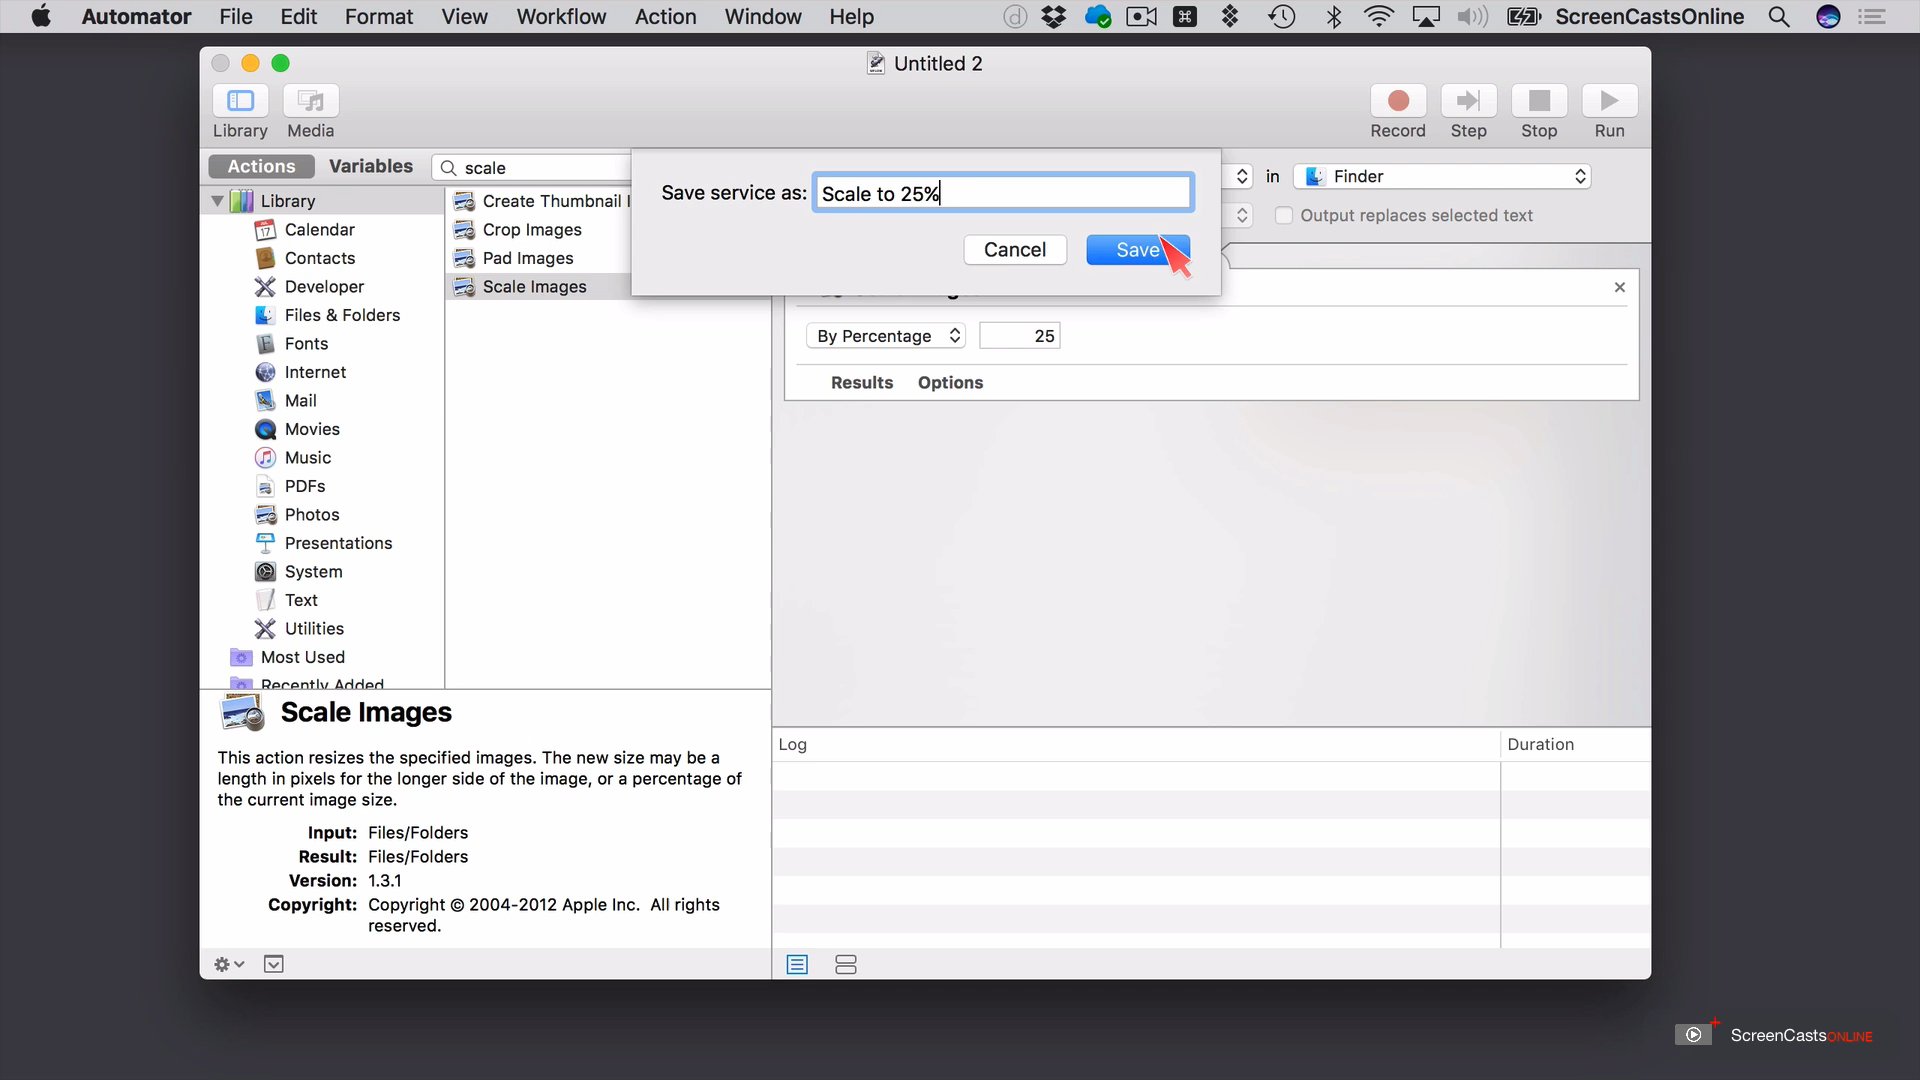 Automator File Edit Format View Workflow Action Window Help ScreenCastsOnline
Untitled 2
Library Media Record Step Stop Run
Actions Variables scale
Save service as: Scale to 25%
in Finder
Output replaces selected text
Cancel Save
Library
Calendar
Contacts
Developer
Files & Folders
Fonts
Internet
Mail
Movies
Music
PDFs
Photos
Presentations
System
Text
Utilities
Most Used
Recently Added
Create Thumbnail I
Crop Images
Pad Images
Scale Images
By Percentage 25
Results Options
Scale Images
This action resizes the specified images. The new size may be a
length in pixels for the longer side of the image, or a percentage of
the current image size.
Input: Files/Folders
Result: Files/Folders
Version: 1.3.1
Copyright: Copyright © 2004-2012 Apple Inc. All rights
reserved.
Log Duration
ScreenCastsONLINE